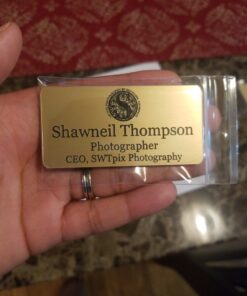 Shawneil Thompson
Photographer
CEO, SWTpix Photography